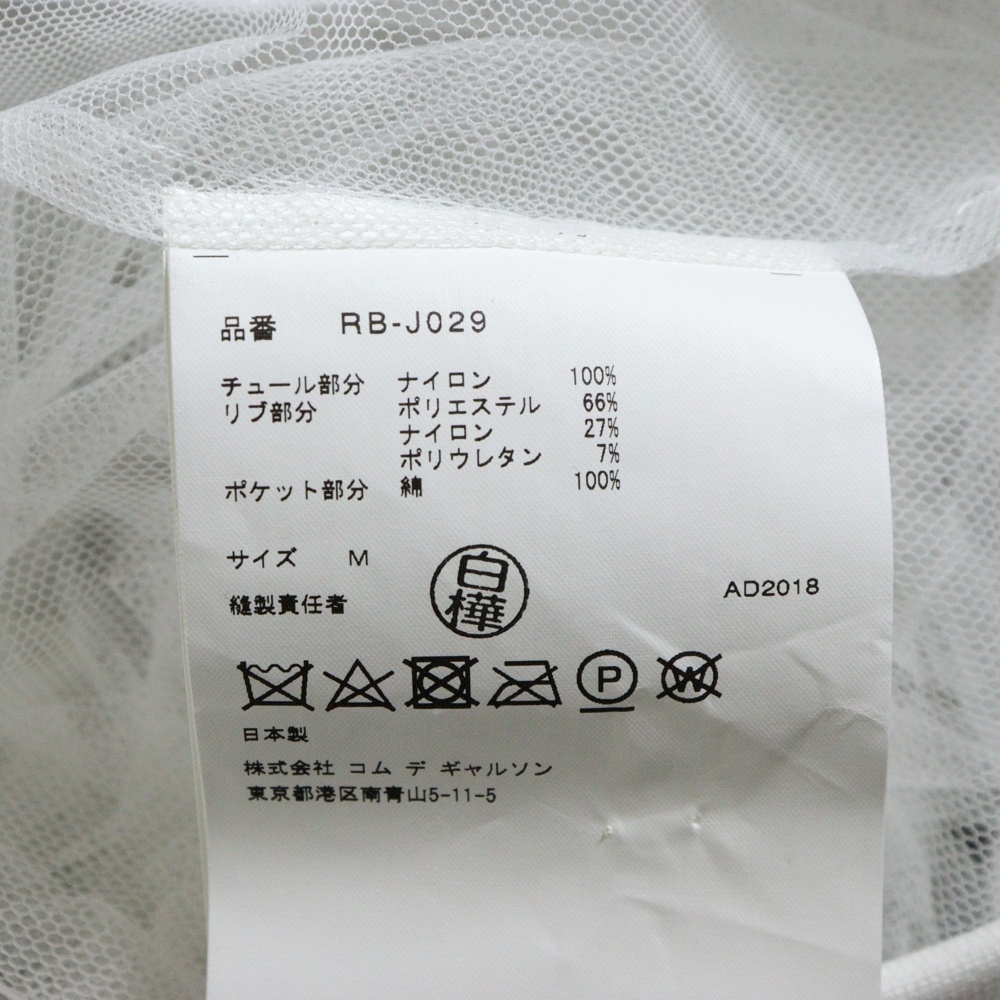 品番 RB-J029
チュール部分 ナイロン 100%
リブ部分 ポリエステル 66%
ナイロン 27%
ポリウレタン 7%
ポケット部分 綿 100%
サイズ M
縫製責任者 白樺
AD2018
P W
日本製
株式会社 コム デ ギャルソン
東京都港区南青山5-11-5